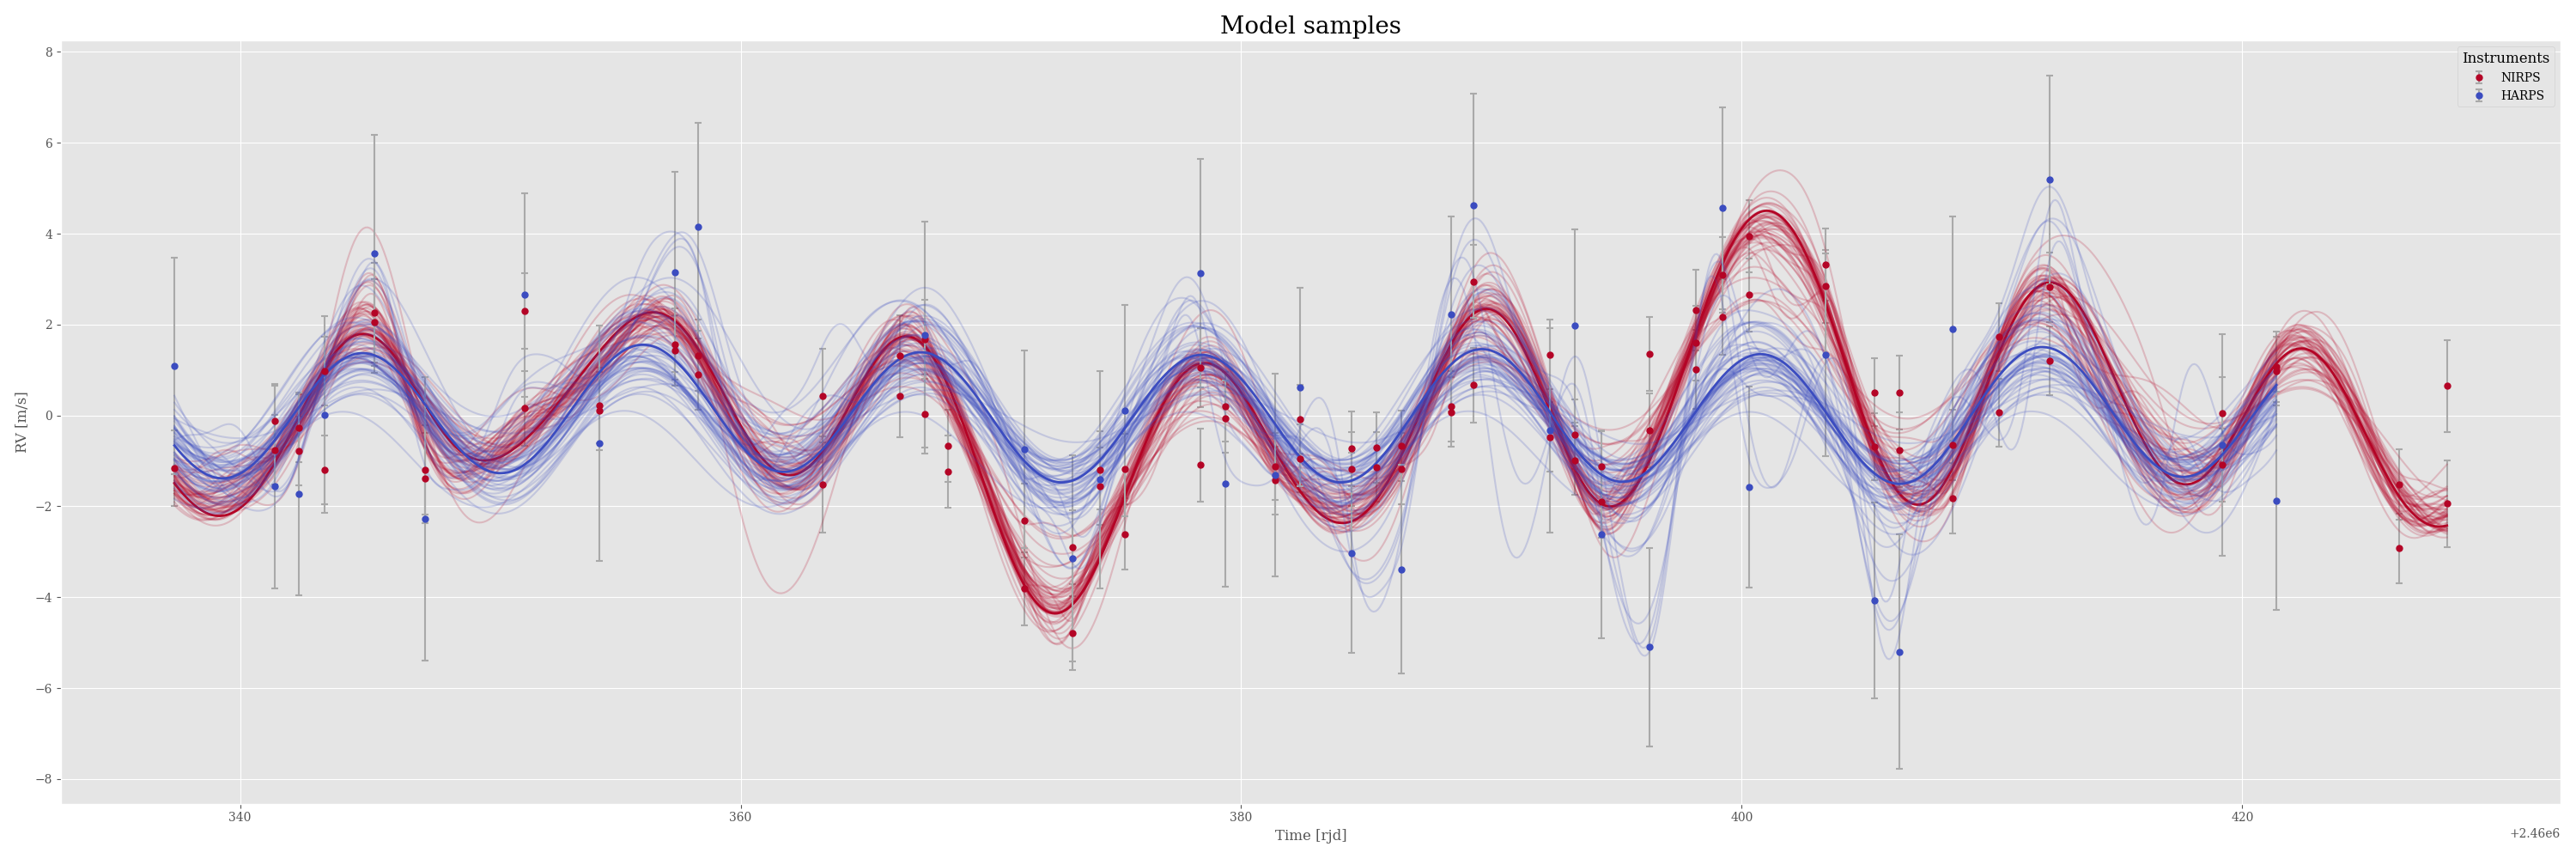 Model samples
Instruments
NIRPS
HARPS
RV [m/s]
8
6
4
2
0
−2
−4
−6
−8
340
360
380
400
420
Time [rjd]
+2.46e6